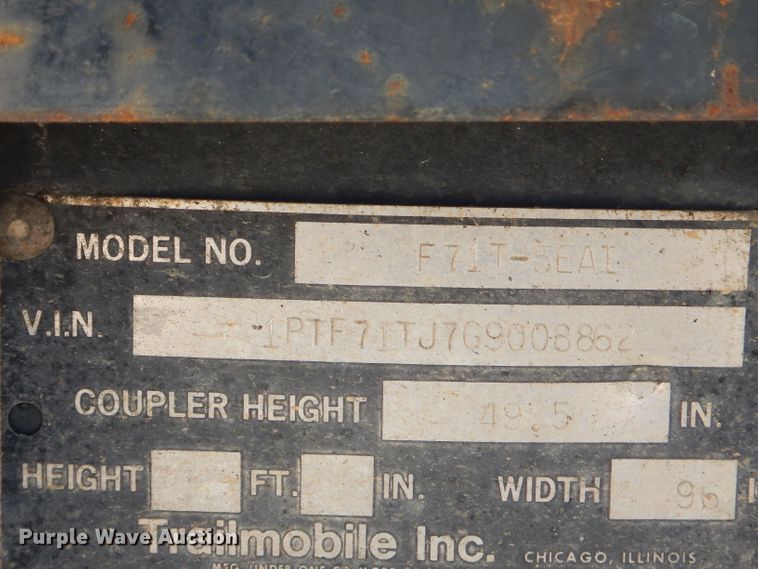 MODEL NO. F71T-5EAI
V.I.N. 1PTF71TJ7G9008862
COUPLER HEIGHT 49.5 IN.
HEIGHT FT. IN. WIDTH 96
Trailmobile Inc. CHICAGO, ILLINOIS
Purple Wave Auction